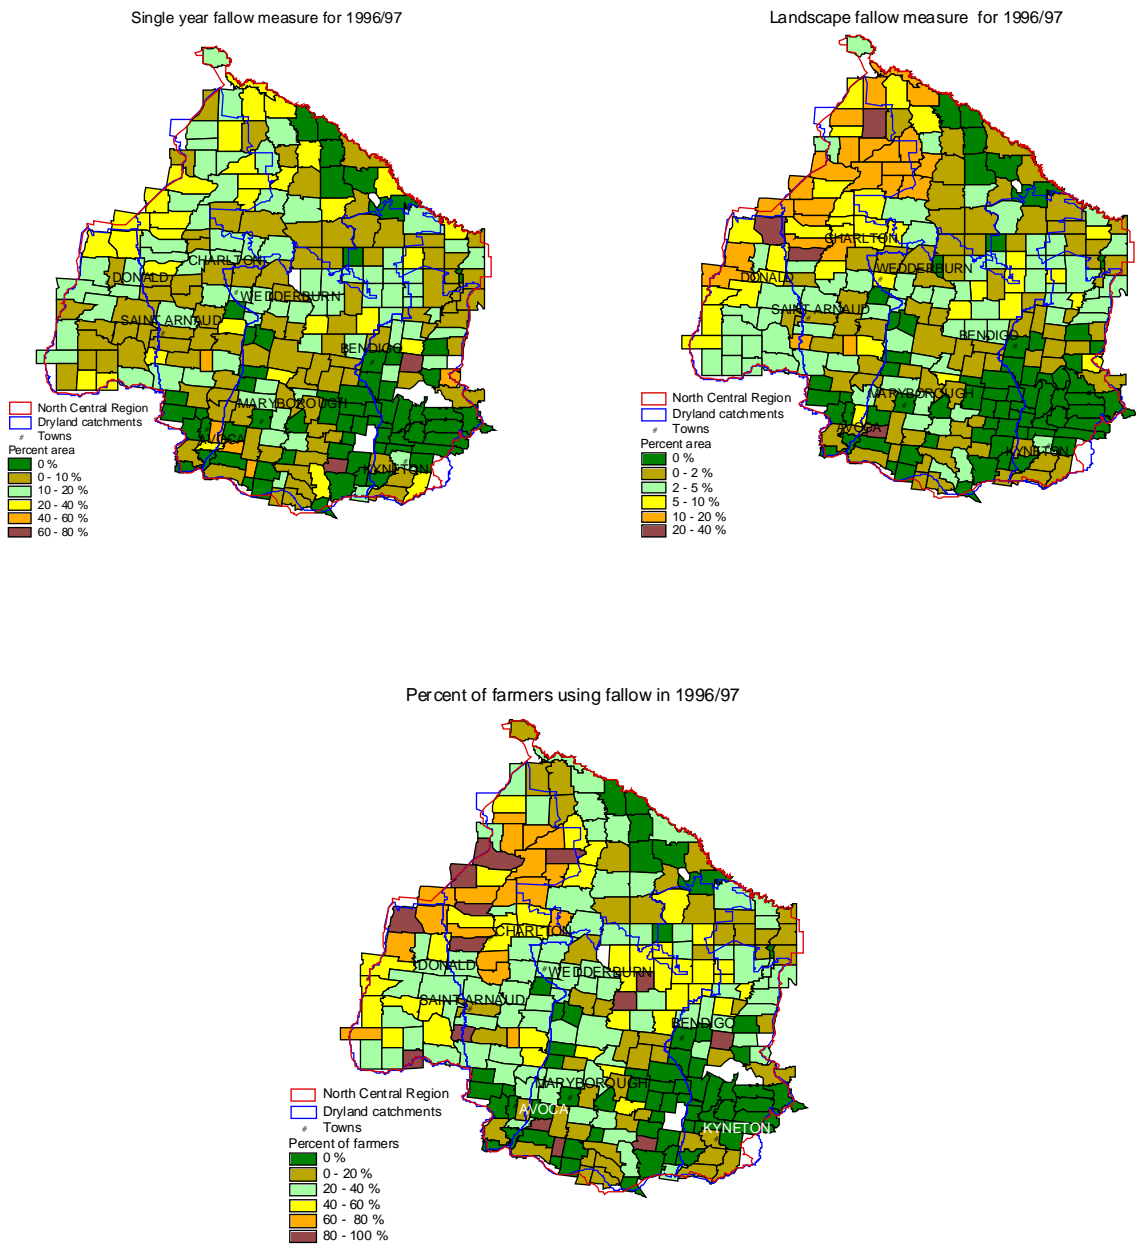 Single year fallow measure for 1996/97
CHARLTON
DONALD
WEDDERBURN
SAINT ARNAUD
BENDIGO
MARYBOROUGH
AVOCA
KYNETON
North Central Region
Dryland catchments
# Towns
Percent area
0 %
0 - 10 %
10 - 20 %
20 - 40 %
40 - 60 %
60 - 80 %
Landscape fallow measure for 1996/97
CHARLTON
WEDDERBURN
DONALD
SAINT ARNAUD
BENDIGO
MARYBOROUGH
AVOCA
KYNETON
North Central Region
Dryland catchments
# Towns
Percent area
0 %
0 - 2 %
2 - 5 %
5 - 10 %
10 - 20 %
20 - 40 %
Percent of farmers using fallow in 1996/97
CHARLTON
DONALD
WEDDERBURN
SAINT ARNAUD
BENDIGO
MARYBOROUGH
AVOCA
KYNETON
North Central Region
Dryland catchments
# Towns
Percent of farmers
0 %
0 - 20 %
20 - 40 %
40 - 60 %
60 - 80 %
80 - 100 %